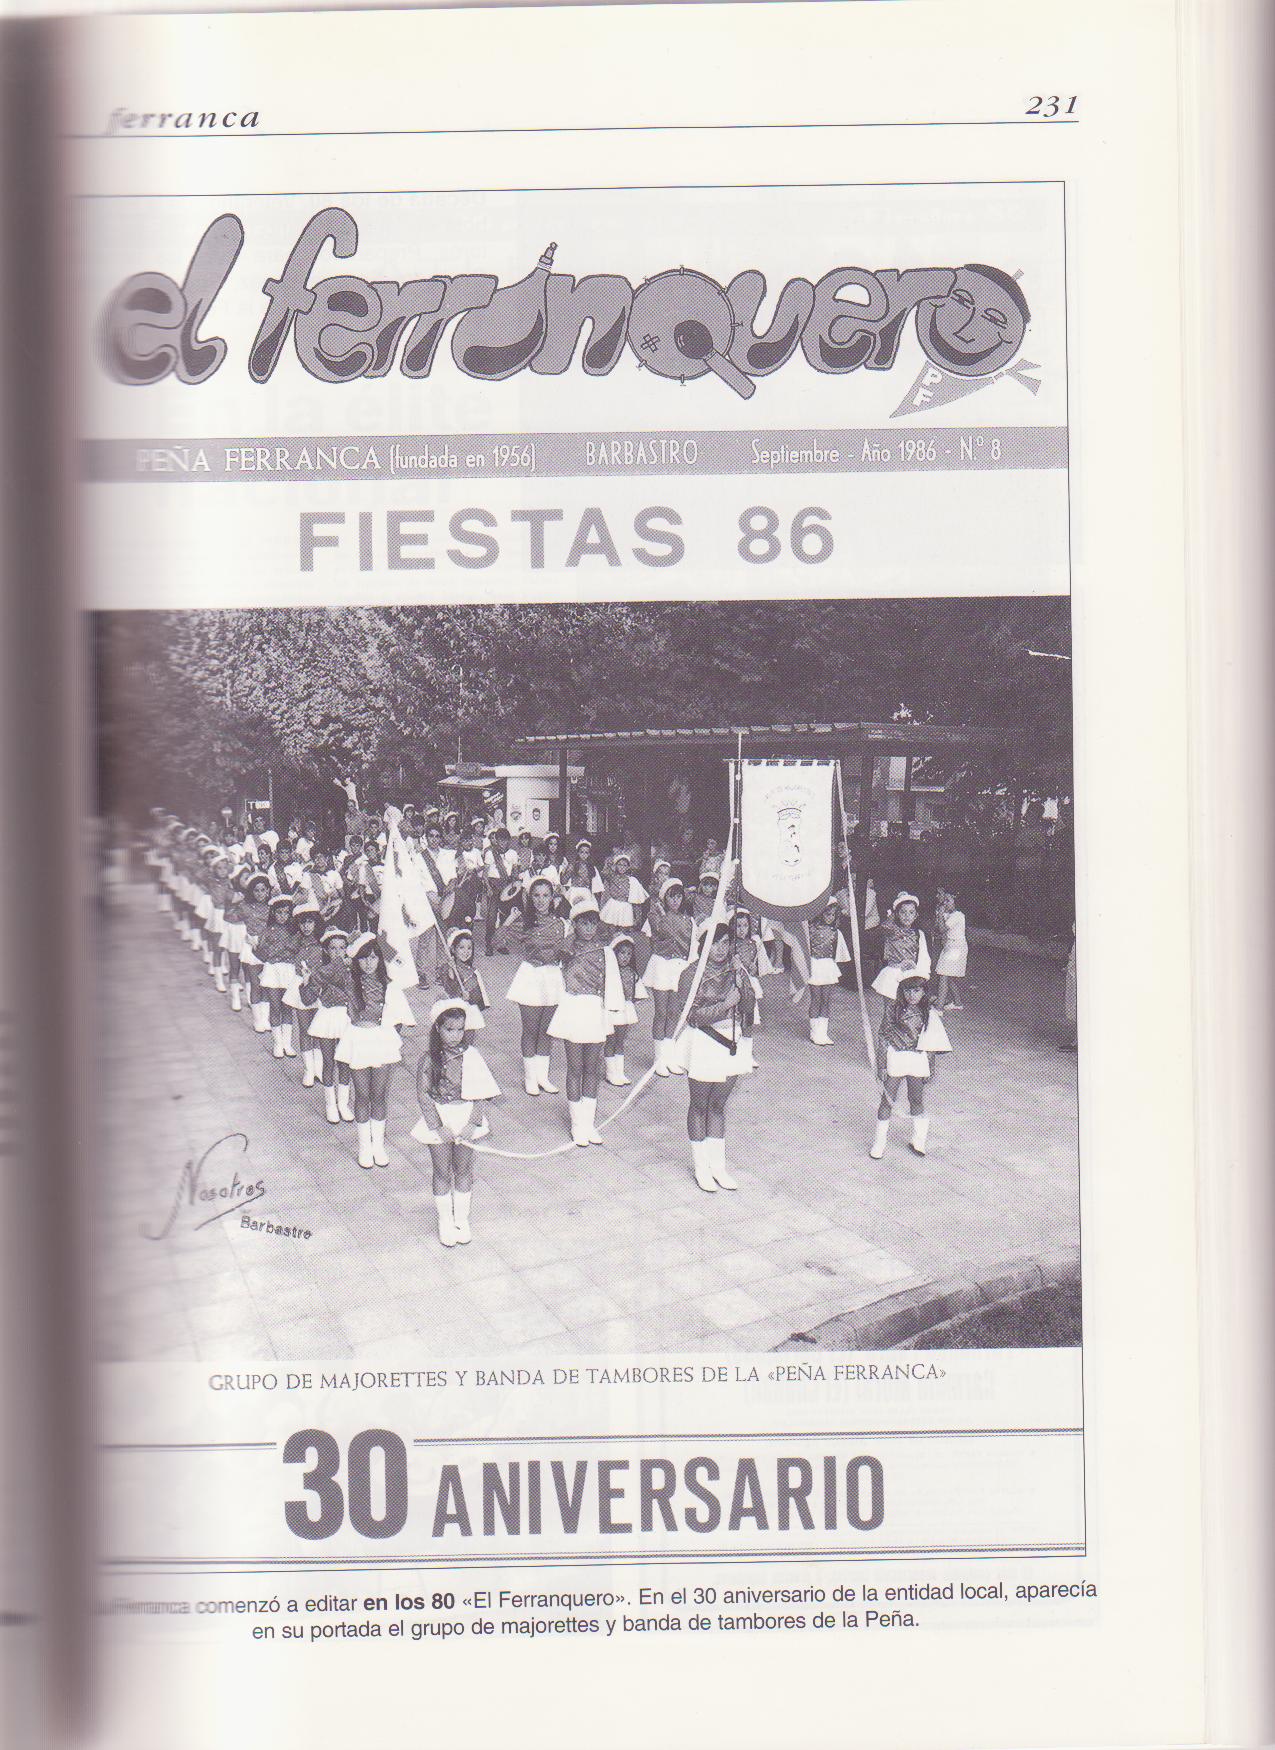 ferranca 231
el ferranquero
PF
PEÑA FERRANCA (fundada en 1956) BARBASTRO Septiembre - Año 1986 - N.º 8
FIESTAS 86
Nosotros
Barbastro
GRUPO DE MAJORETTES Y BANDA DE TAMBORES DE LA «PEÑA FERRANCA»
30 ANIVERSARIO
Ferranca comenzó a editar en los 80 «El Ferranquero». En el 30 aniversario de la entidad local, aparecía
en su portada el grupo de majorettes y banda de tambores de la Peña.